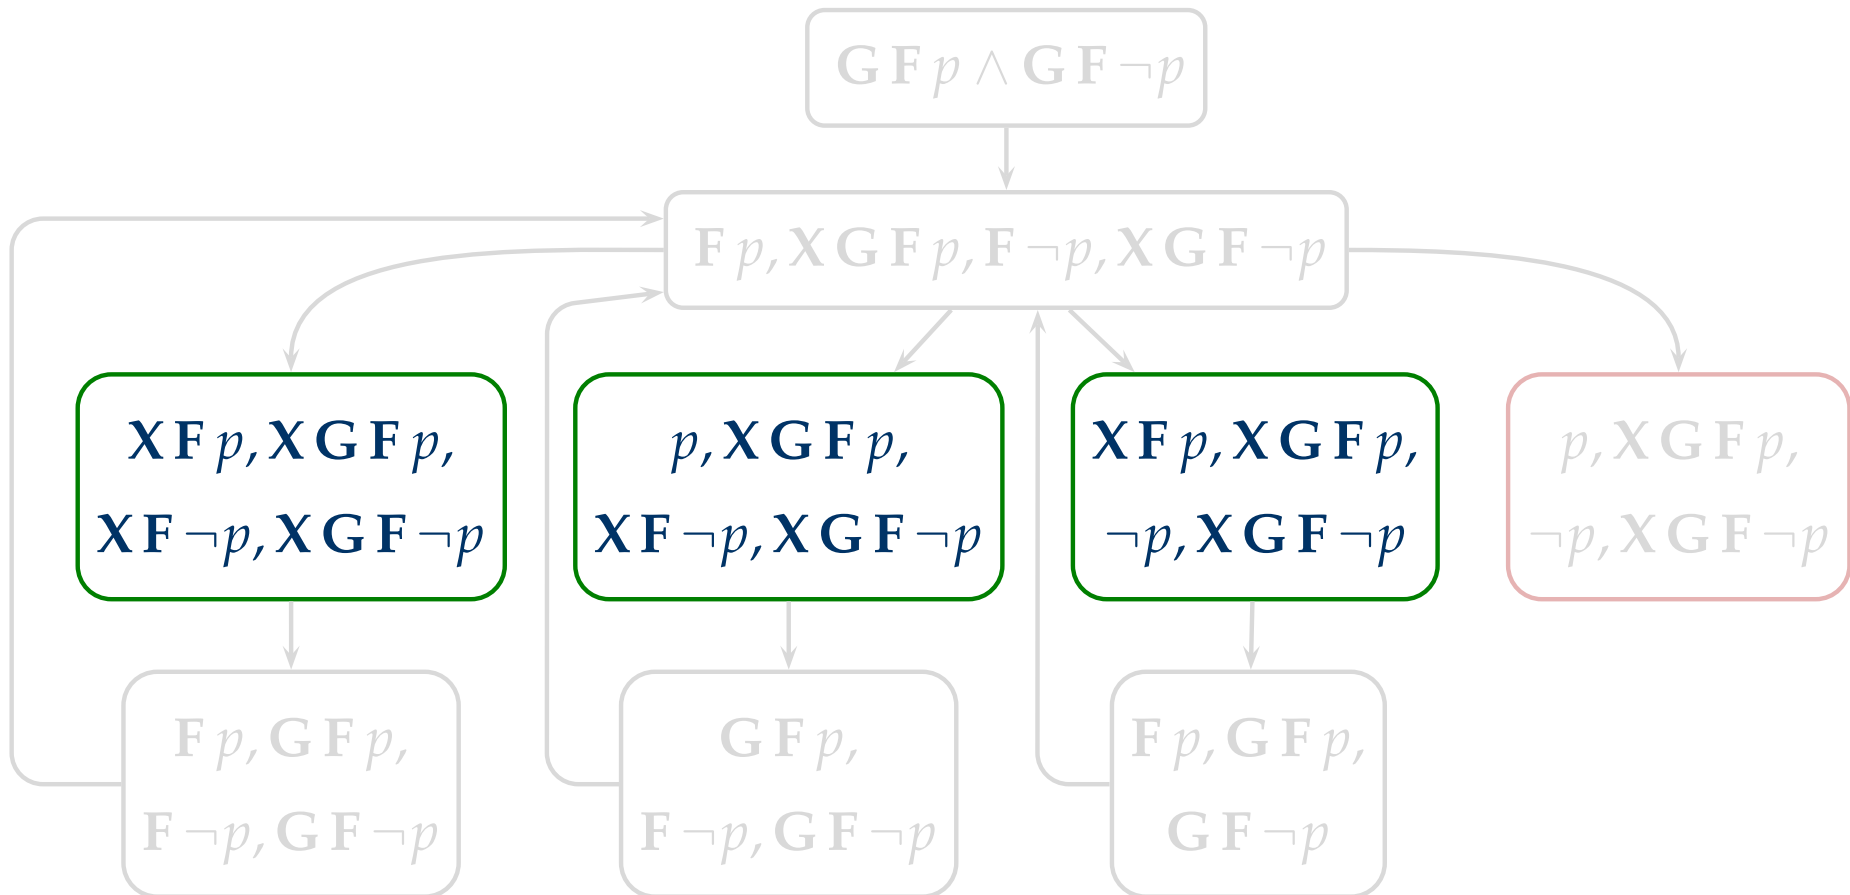 G F p ∧ G F ¬p
F p, X G F p, F ¬p, X G F ¬p
X F p, X G F p,
X F ¬p, X G F ¬p
p, X G F p,
X F ¬p, X G F ¬p
X F p, X G F p,
¬p, X G F ¬p
p, X G F p,
¬p, X G F ¬p
F p, G F p,
F ¬p, G F ¬p
G F p,
F ¬p, G F ¬p
F p, G F p,
G F ¬p